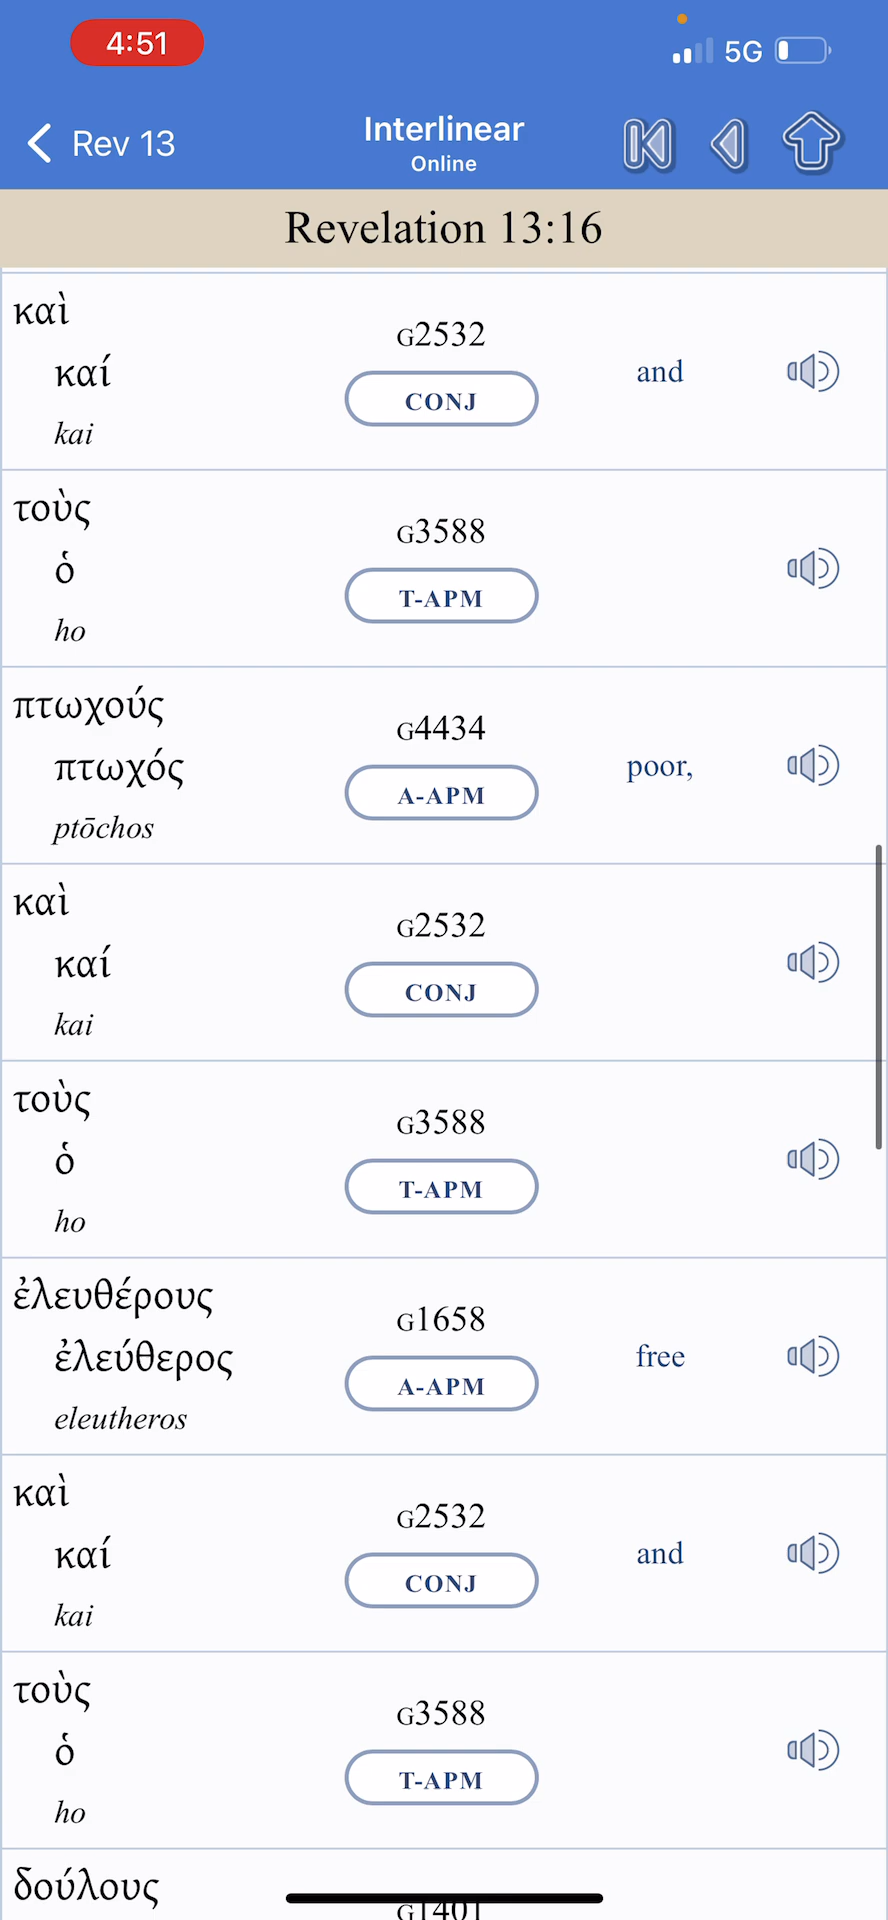 4:51
5G
Rev 13
Interlinear
Online
Revelation 13:16
καὶ
G2532
καί
CONJ
and
kai
τοὺς
G3588
ὁ
T-APM
ho
πτωχούς
G4434
πτωχός
A-APM
poor,
ptōchos
καὶ
G2532
καί
CONJ
kai
τοὺς
G3588
ὁ
T-APM
ho
ἐλευθέρους
G1658
ἐλεύθερος
A-APM
free
eleutheros
καὶ
G2532
καί
CONJ
and
kai
τοὺς
G3588
ὁ
T-APM
ho
δούλους
G1401